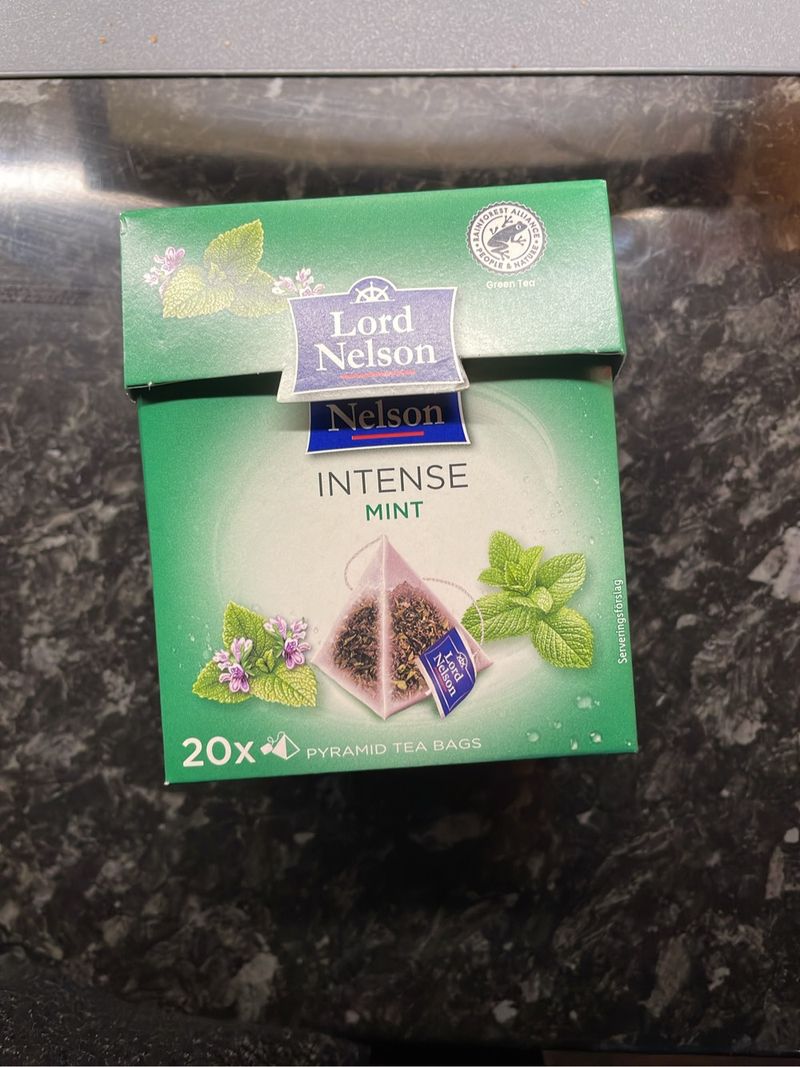 RAINFOREST ALLIANCE
PEOPLE & NATURE
Green Tea
Lord
Nelson
Nelson
INTENSE
MINT
Lord
Nelson
Serveringsförslag
20x PYRAMID TEA BAGS